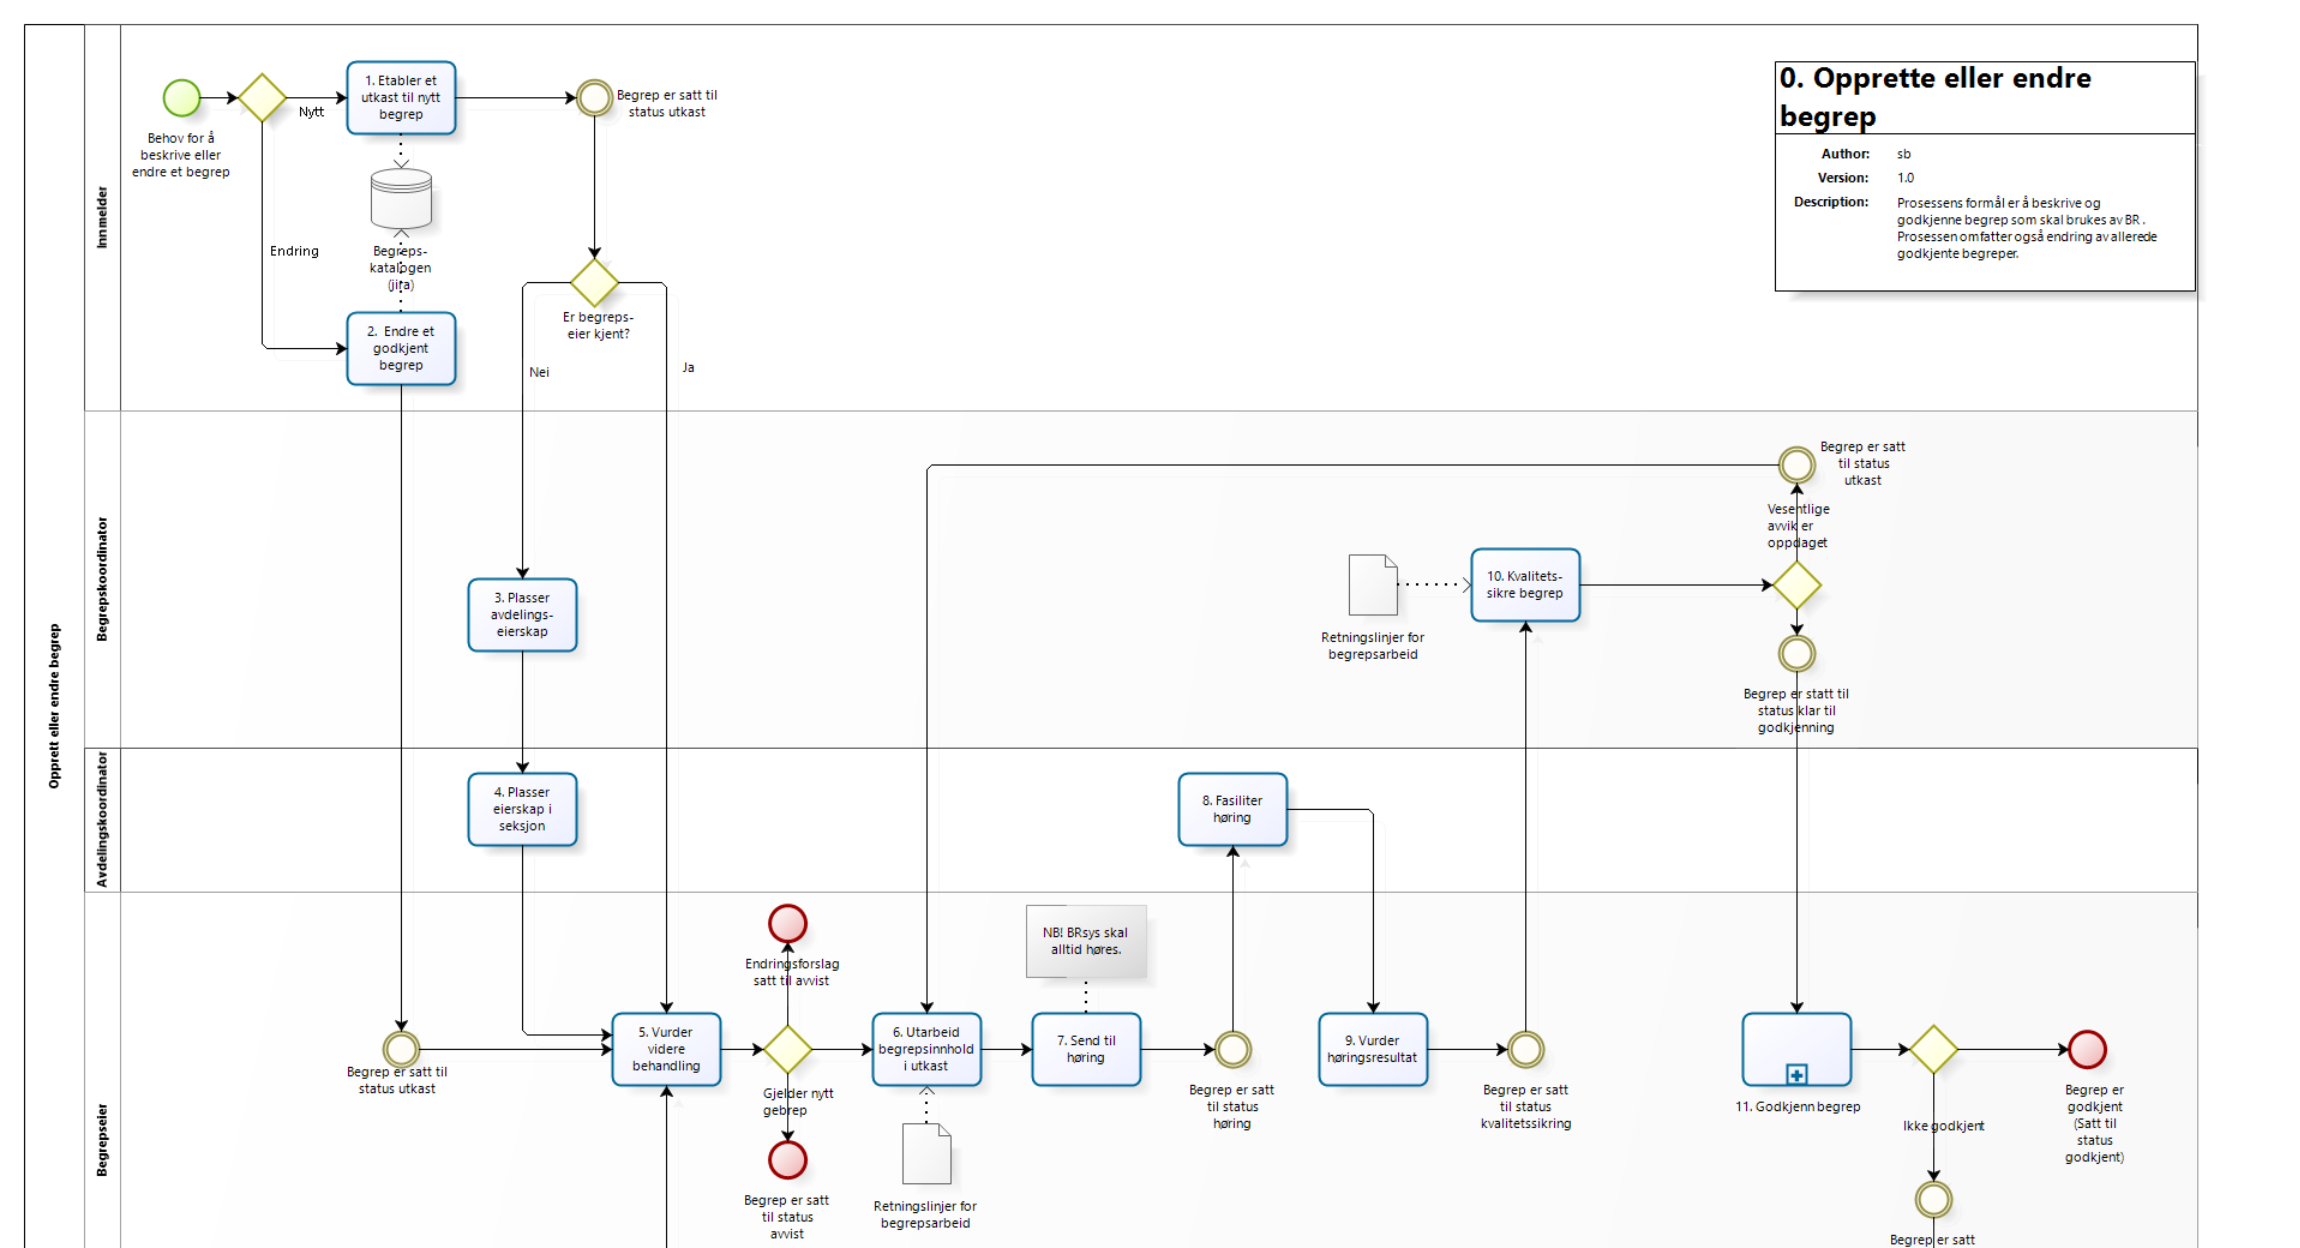 Opprett eller endre begrep
Innmelder
Behov for å
beskrive eller
endre et begrep
Nytt
Endring
1. Etabler et
utkast til nytt
begrep
Begreps-
katalogen
(jira)
2. Endre et
godkjent
begrep
Begrep er satt til
status utkast
Er begreps-
eier kjent?
Nei
Ja
0. Opprette eller endre
begrep
Author: sb
Version: 1.0
Description: Prosessens formål er å beskrive og
godkjenne begrep som skal brukes av BR .
Prosessen omfatter også endring av allerede
godkjente begreper.
Begrepskoordinator
3. Plasser
avdelings-
eierskap
Retningslinjer for
begrepsarbeid
10. Kvalitets-
sikre begrep
Begrep er satt
til status
utkast
Vesentlige
avvik er
oppdaget
Begrep er statt til
status klar til
godkjenning
Avdelingskoordinator
4. Plasser
eierskap i
seksjon
8. Fasiliter
høring
Begrepseier
Begrep er satt til
status utkast
5. Vurder
videre
behandling
Endringsforslag
satt til avvist
Gjelder nytt
gebrep
Begrep er satt
til status
avvist
6. Utarbeid
begrepsinnhold
i utkast
Retningslinjer for
begrepsarbeid
NB! BRsys skal
alltid høres.
7. Send til
høring
Begrep er satt
til status
høring
9. Vurder
høringsresultat
Begrep er satt
til status
kvalitetssikring
11. Godkjenn begrep
Ikke godkjent
Begrep er
godkjent
(Satt til
status
godkjent)
Begrep er satt